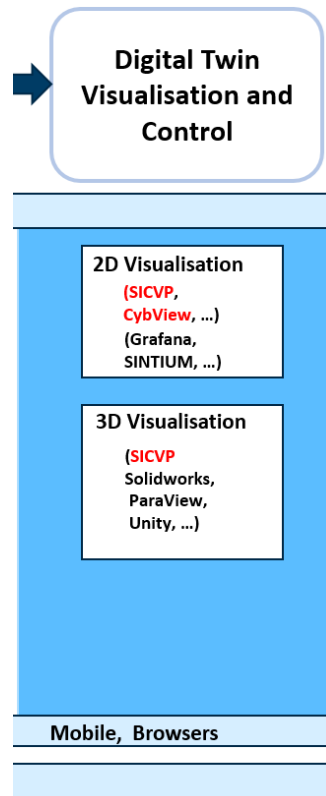 Digital Twin
Visualisation and
Control
2D Visualisation
(SICVP,
CybView, ...)
(Grafana,
SINTIUM, ...)
3D Visualisation
(SICVP
Solidworks,
ParaView,
Unity, ...)
Mobile, Browsers